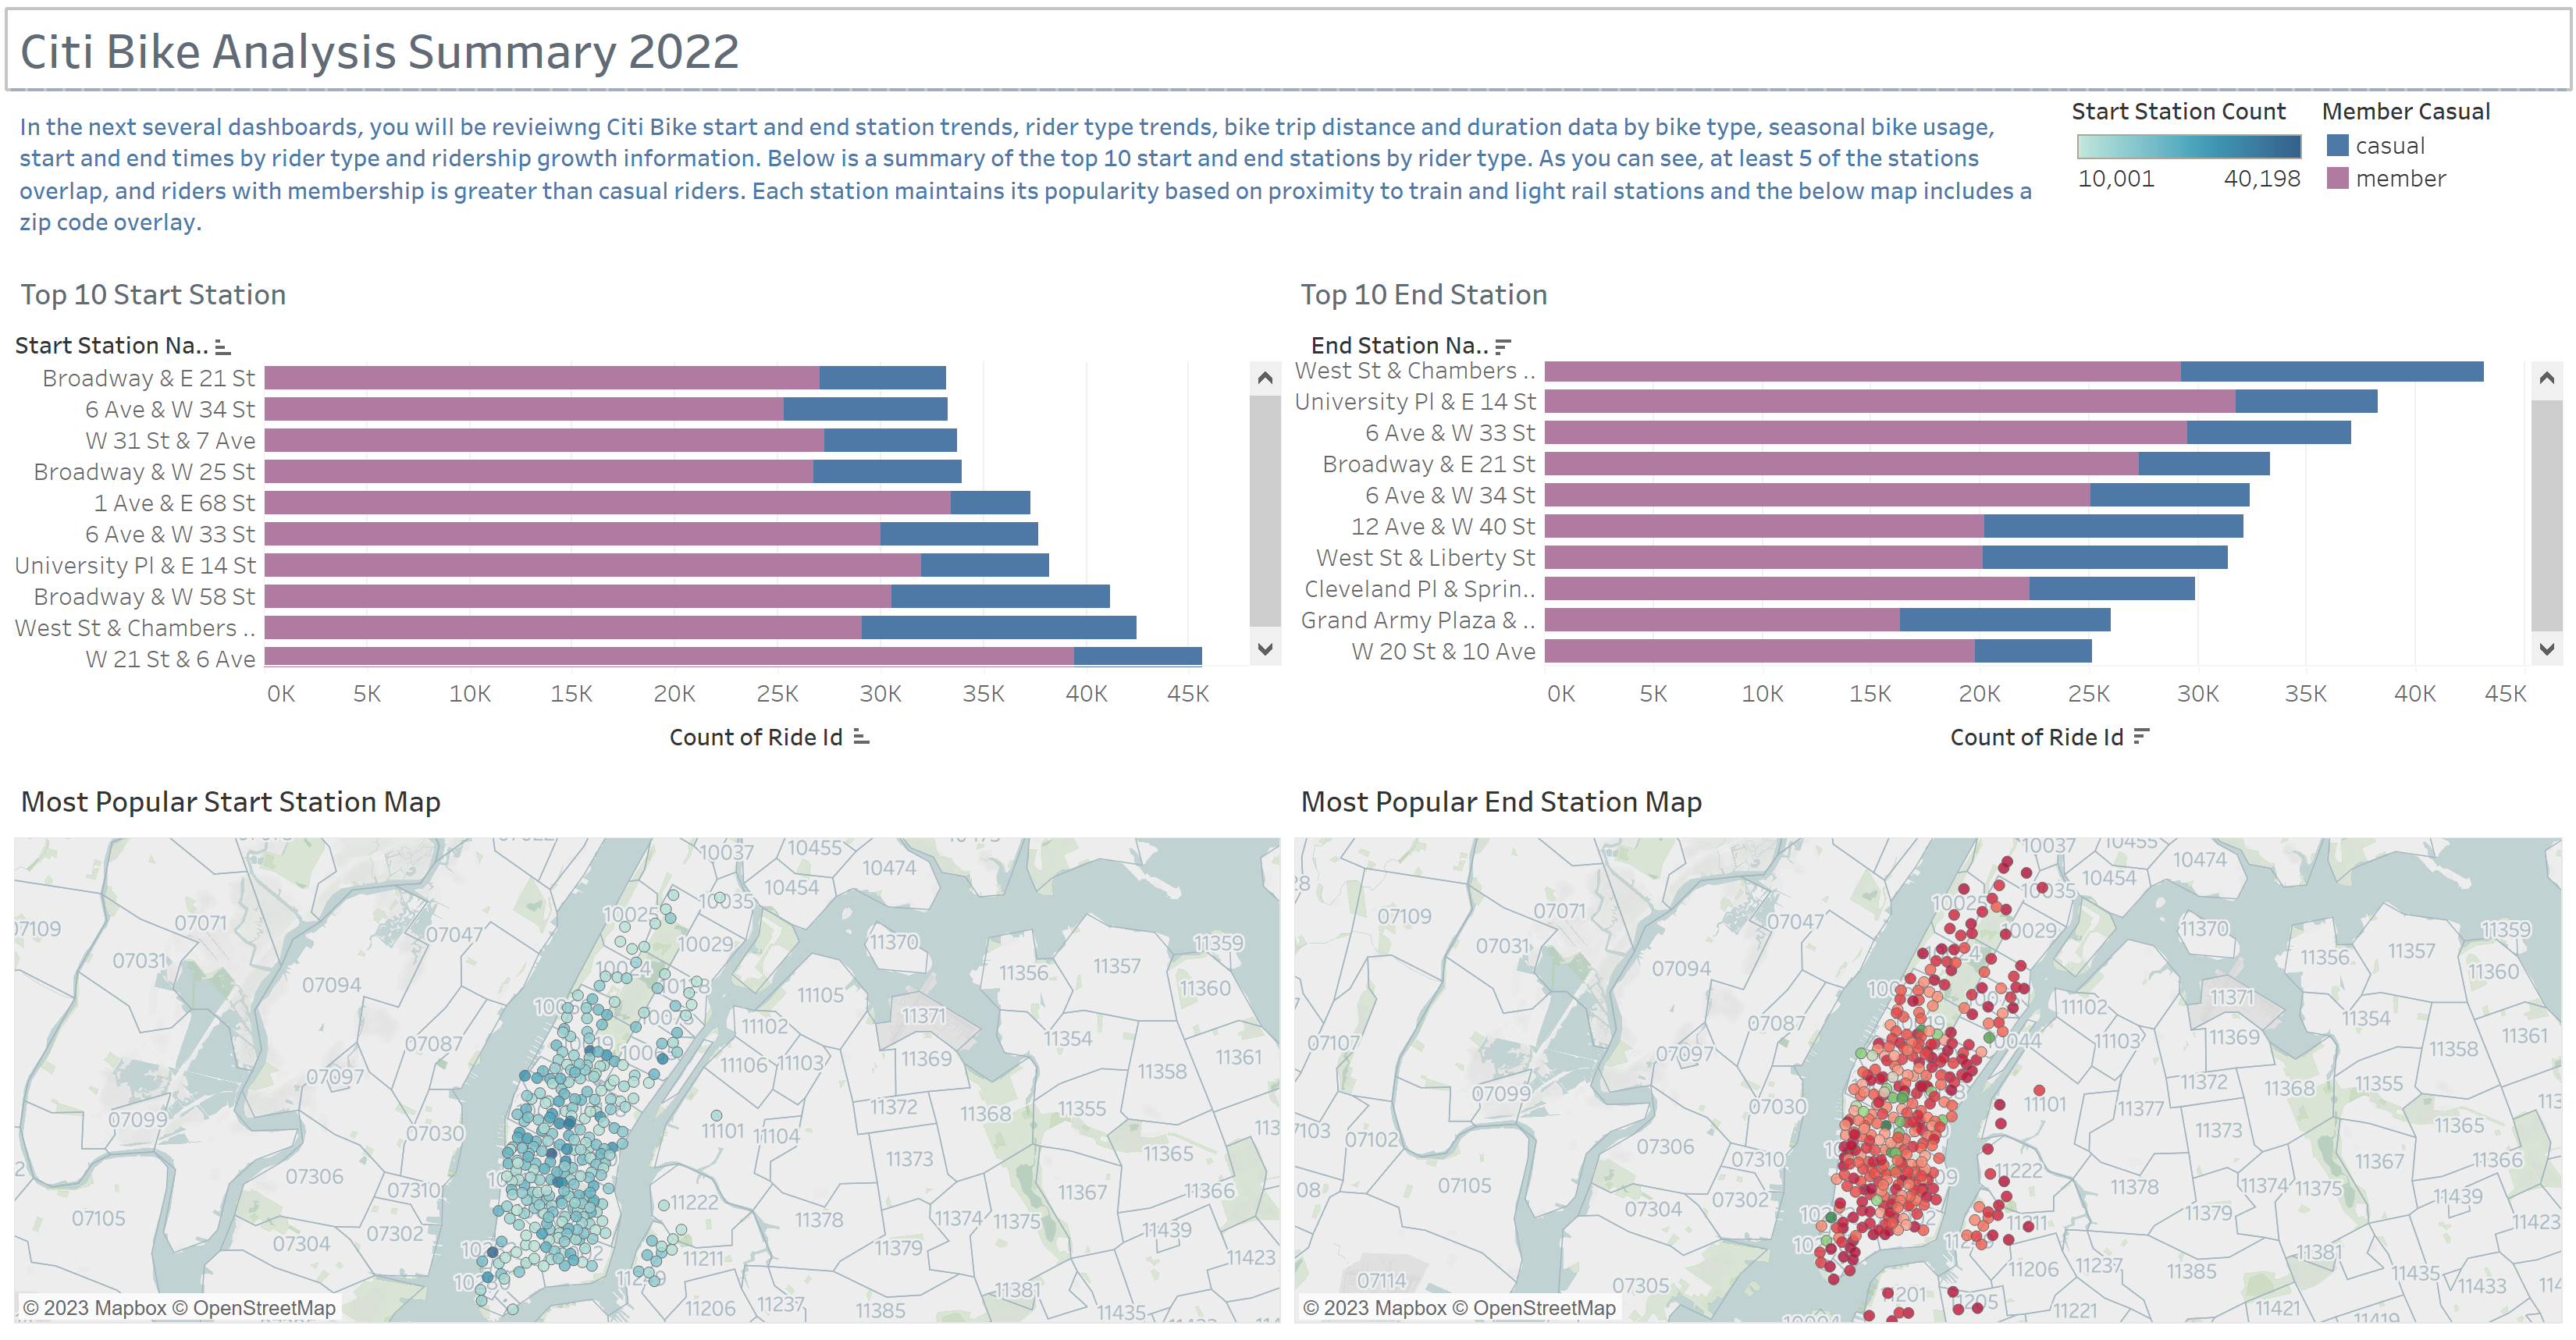 Citi Bike Analysis Summary 2022
In the next several dashboards, you will be revieiwng Citi Bike start and end station trends, rider type trends, bike trip distance and duration data by bike type, seasonal bike usage,
start and end times by rider type and ridership growth information. Below is a summary of the top 10 start and end stations by rider type. As you can see, at least 5 of the stations
overlap, and riders with membership is greater than casual riders. Each station maintains its popularity based on proximity to train and light rail stations and the below map includes a
zip code overlay.
Start Station Count
10,001 40,198
Member Casual
casual
member
Top 10 Start Station
Start Station Na..
Broadway & E 21 St
6 Ave & W 34 St
W 31 St & 7 Ave
Broadway & W 25 St
1 Ave & E 68 St
6 Ave & W 33 St
University Pl & E 14 St
Broadway & W 58 St
West St & Chambers ..
W 21 St & 6 Ave
0K 5K 10K 15K 20K 25K 30K 35K 40K 45K
Count of Ride Id
Top 10 End Station
End Station Na..
West St & Chambers ..
University Pl & E 14 St
6 Ave & W 33 St
Broadway & E 21 St
6 Ave & W 34 St
12 Ave & W 40 St
West St & Liberty St
Cleveland Pl & Sprin..
Grand Army Plaza & ..
W 20 St & 10 Ave
0K 5K 10K 15K 20K 25K 30K 35K 40K 45K
Count of Ride Id
Most Popular Start Station Map
10037 10455
10474
10454
10035
10025
07071
07109
07047
10029
11370
11359
07031
11356 11357
10024
07094
11360
11105
11371
11102
11354
07087
11361
11369
11106 11103
11358
07097
11372
11368 11355
07099
07030
11101 11104
11373
11365
07306
07310
11367 11366
11222
07105
11378
11374 11375
11439
07302
07304
11211
11379
11423
11381
11206 11237 11385
11435
© 2023 Mapbox © OpenStreetMap
Most Popular End Station Map
10037 10455
10474
10454
10035
10025
07109 07071
07047
10029
11370
11359
07031
11356 11357
07094
11360
11371
11102
11354
07087
11361
07107
11103
11369
11358
07097
11372
11368 11355
07099
07030
11101
11377
11365
07102
11373
07306
07310
11367 11366
11222
07105
11378
11374 11375
11439
07302
07304
11211
11379
11423
11381
11206 11237 11385
07114
07305
11435 11433
11421
11221
© 2023 Mapbox © OpenStreetMap